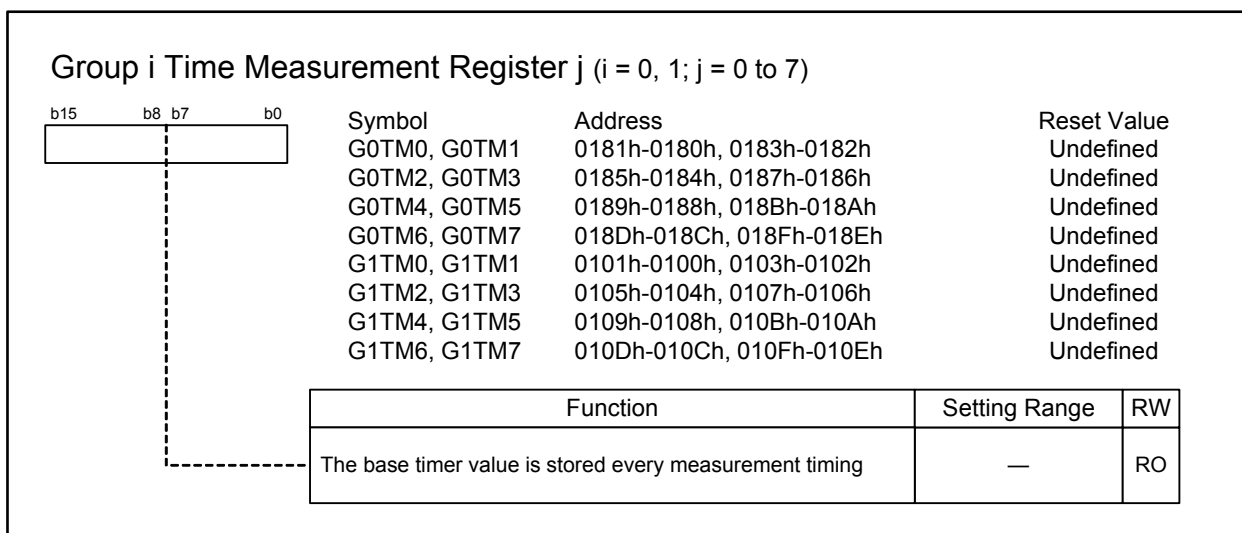 Group i Time Measurement Register j (i = 0, 1; j = 0 to 7)
b15 b8 b7 b0
Symbol Address Reset Value
G0TM0, G0TM1 0181h-0180h, 0183h-0182h Undefined
G0TM2, G0TM3 0185h-0184h, 0187h-0186h Undefined
G0TM4, G0TM5 0189h-0188h, 018Bh-018Ah Undefined
G0TM6, G0TM7 018Dh-018Ch, 018Fh-018Eh Undefined
G1TM0, G1TM1 0101h-0100h, 0103h-0102h Undefined
G1TM2, G1TM3 0105h-0104h, 0107h-0106h Undefined
G1TM4, G1TM5 0109h-0108h, 010Bh-010Ah Undefined
G1TM6, G1TM7 010Dh-010Ch, 010Fh-010Eh Undefined
Function Setting Range RW
The base timer value is stored every measurement timing — RO